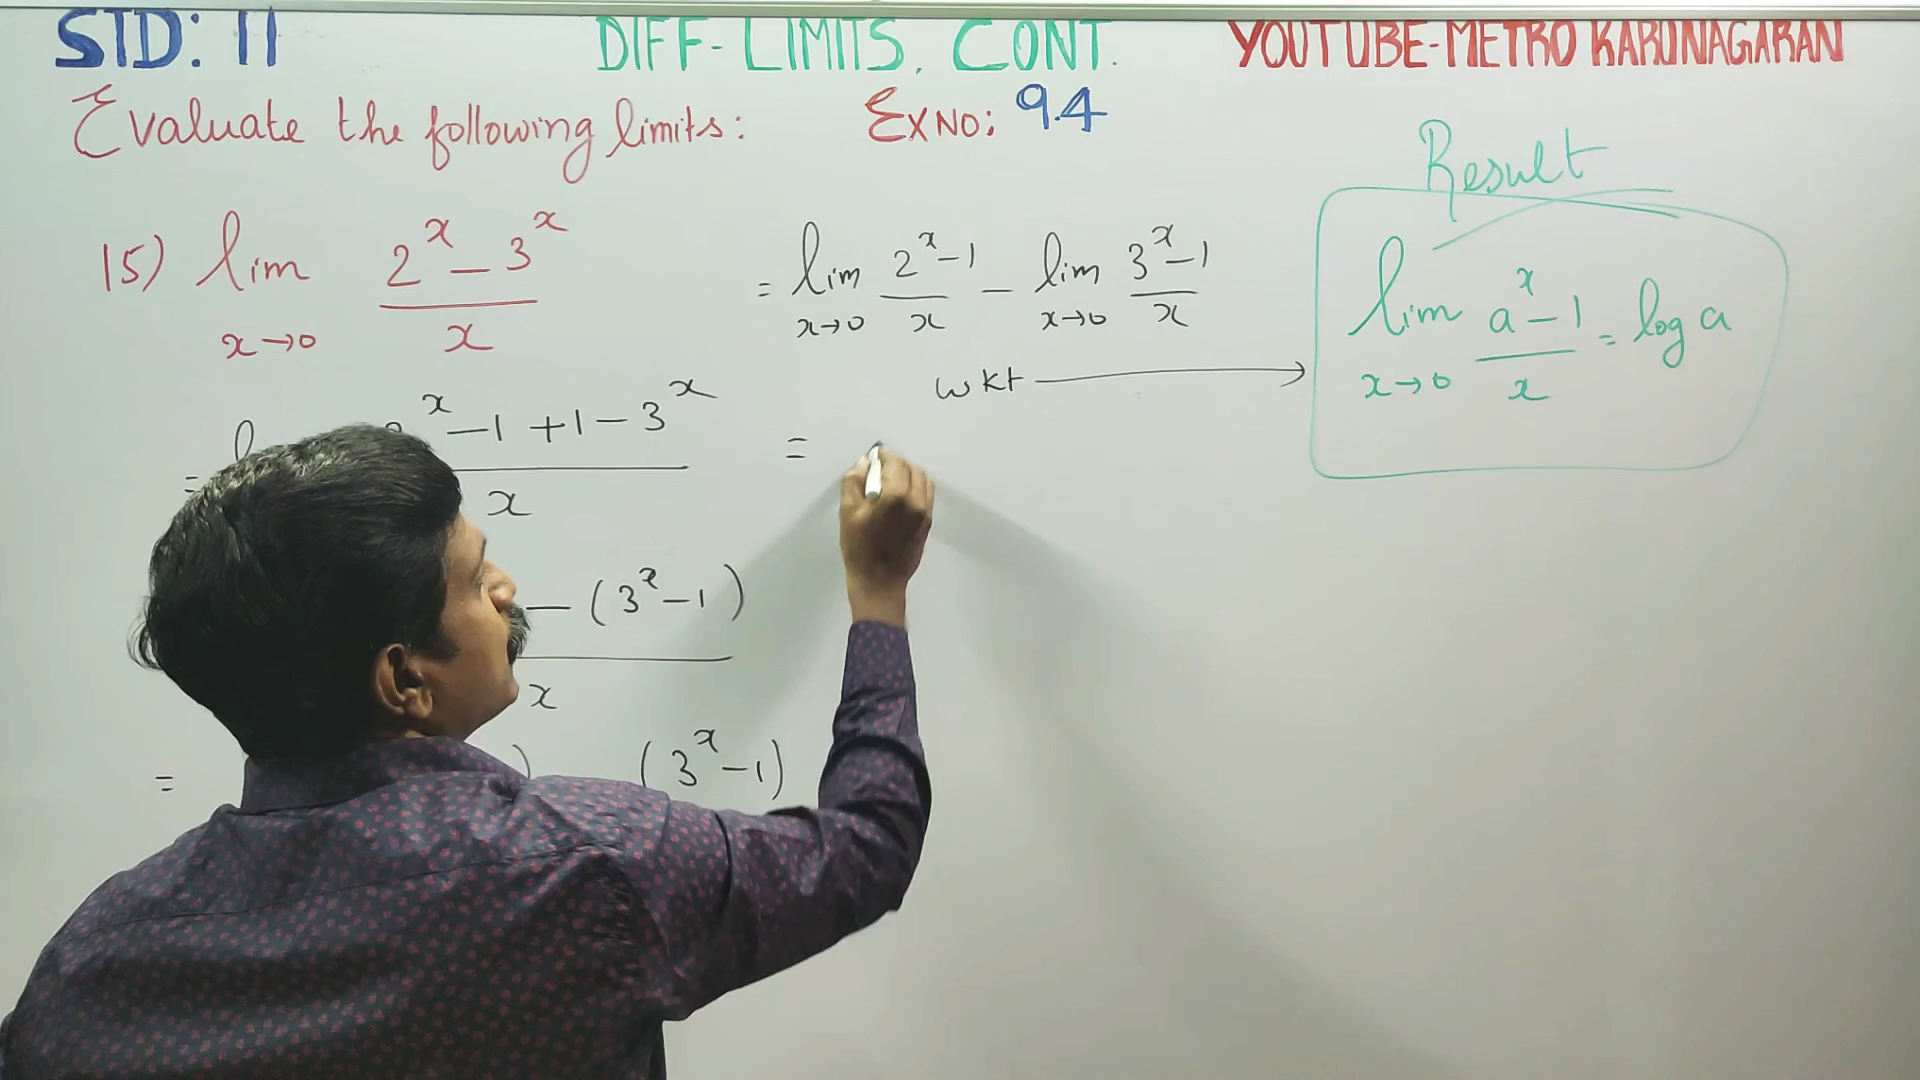 STD: 11 DIFF-LIMITS, CONT. YOUTUBE-METRO KARUNAGARAN
Evaluate the following limits: EX NO: 9.4
Result
15) lim x→0 (2^x - 3^x)/x
= lim x→0 (2^x - 1)/x - lim x→0 (3^x - 1)/x
lim x→0 (a^x - 1)/x = log a
wkt
= x - 1 + 1 - 3^x
x
=
- (3^x - 1)
x
= ) (3^x - 1)